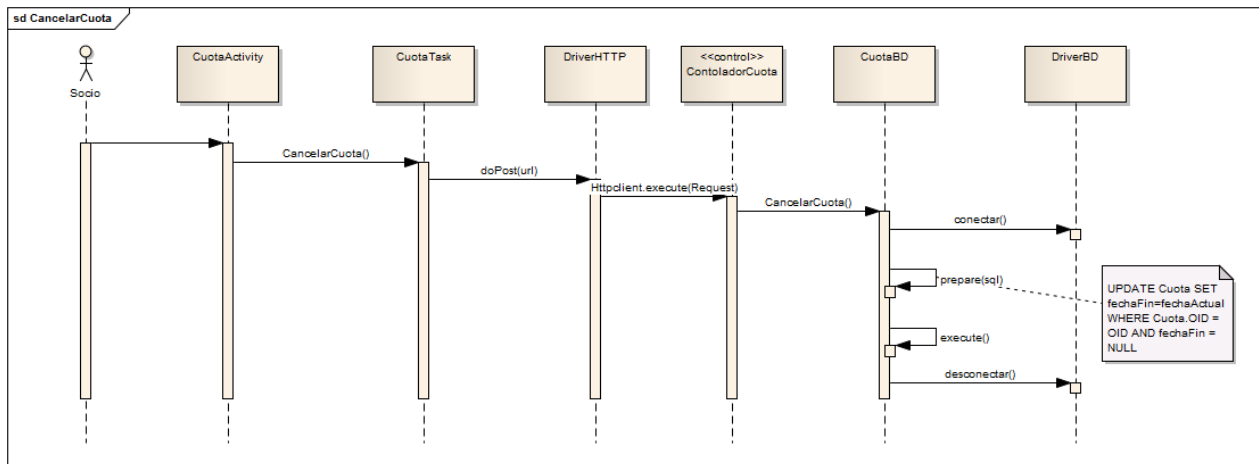 sd CancelarCuota
CuotaActivity
CuotaTask
DriverHTTP
<<control>>
ContoladorCuota
CuotaBD
DriverBD
Socio
CancelarCuota()
doPost(url)
Httpclient.execute(Request)
CancelarCuota()
conectar()
prepare(sql)
UPDATE Cuota SET
fechaFin=fechaActual
WHERE Cuota.OID =
OID AND fechaFin =
NULL
execute()
desconectar()